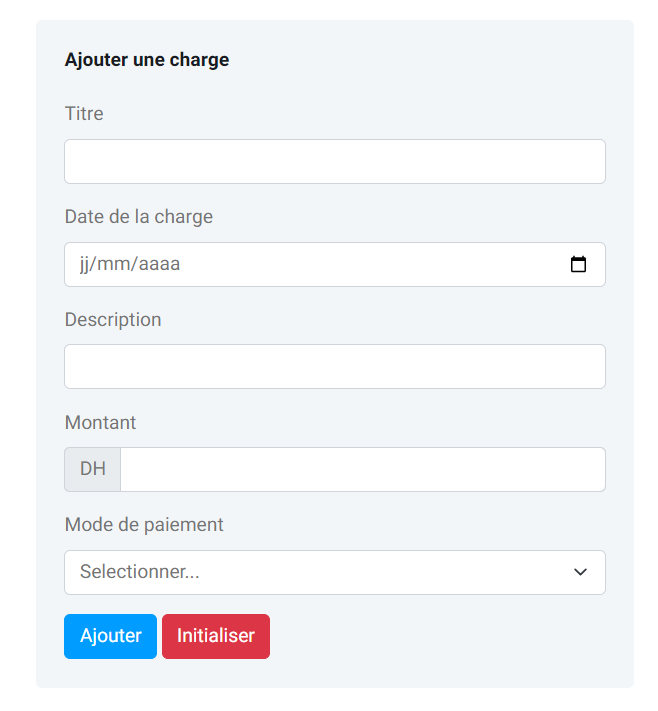 Ajouter une charge
Titre
Date de la charge
jj/mm/aaaa
Description
Montant
DH
Mode de paiement
Selectionner...
Ajouter Initialiser